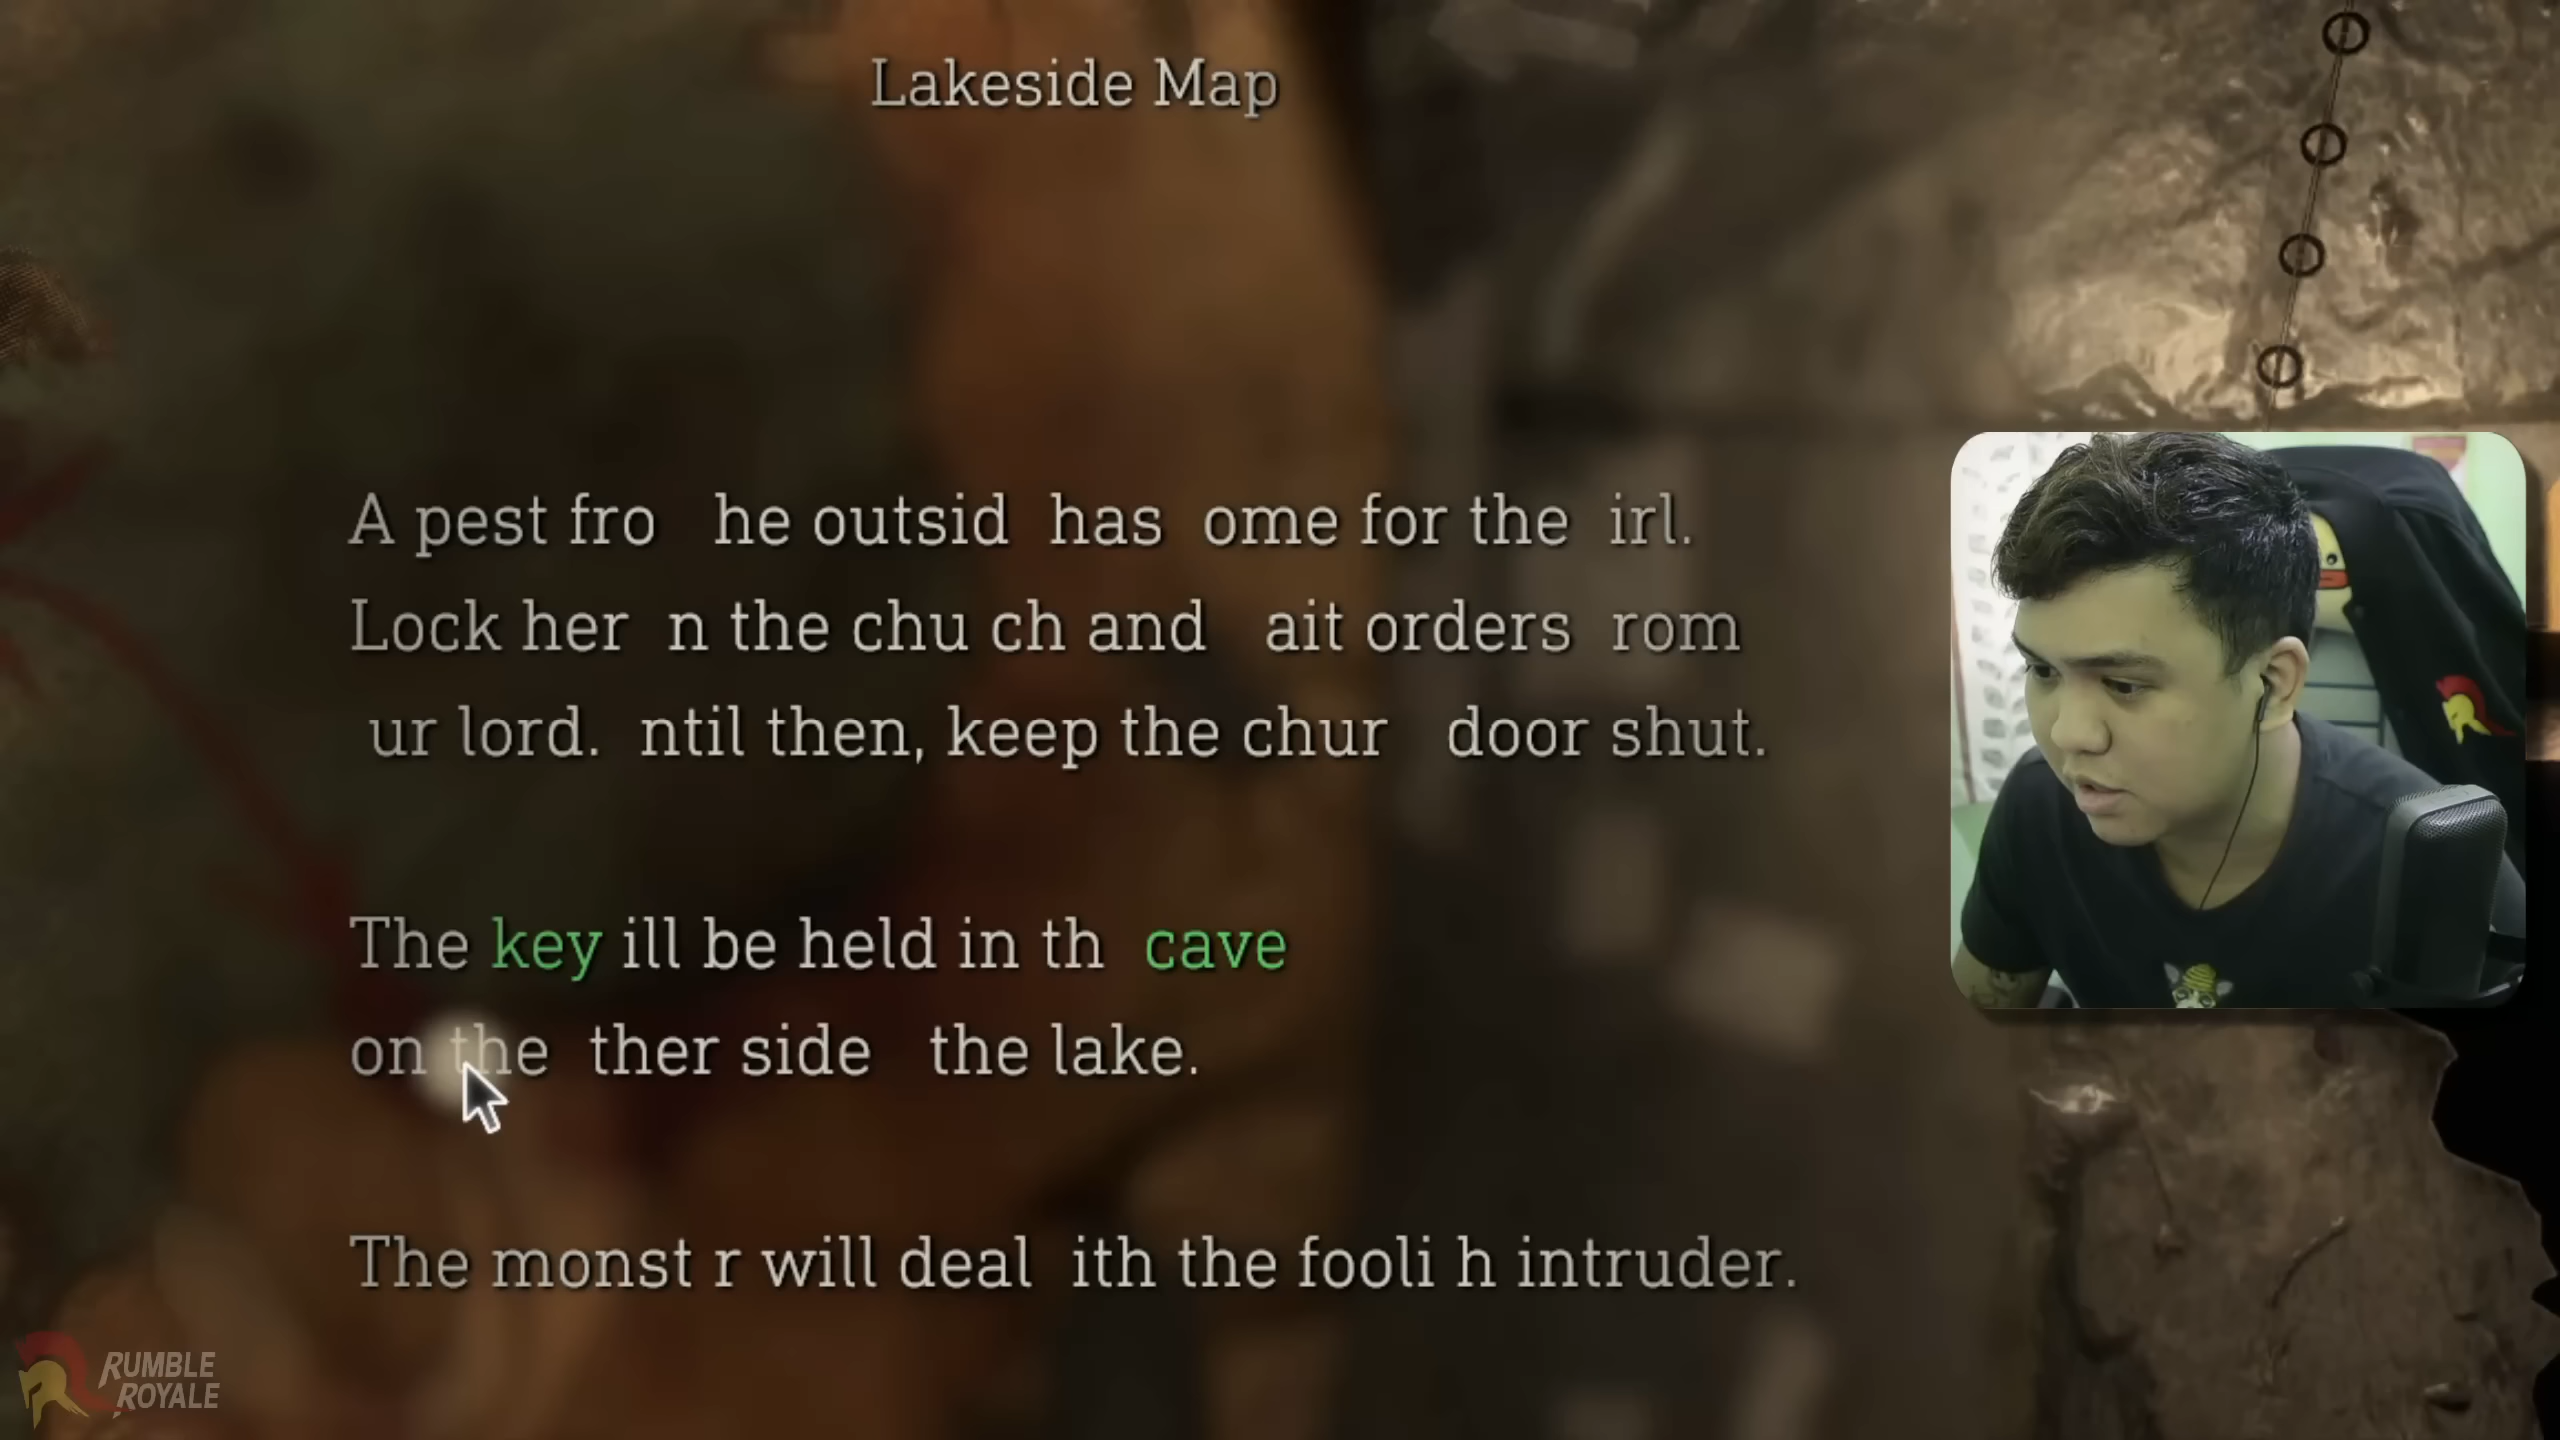 Lakeside Map
A pest fro he outsid has ome for the irl.
Lock her n the chu ch and ait orders rom
ur lord. ntil then, keep the chur door shut.
The key ill be held in th cave
on the ther side the lake.
The monst r will deal ith the fooli h intruder.
RUMBLE
ROYALE